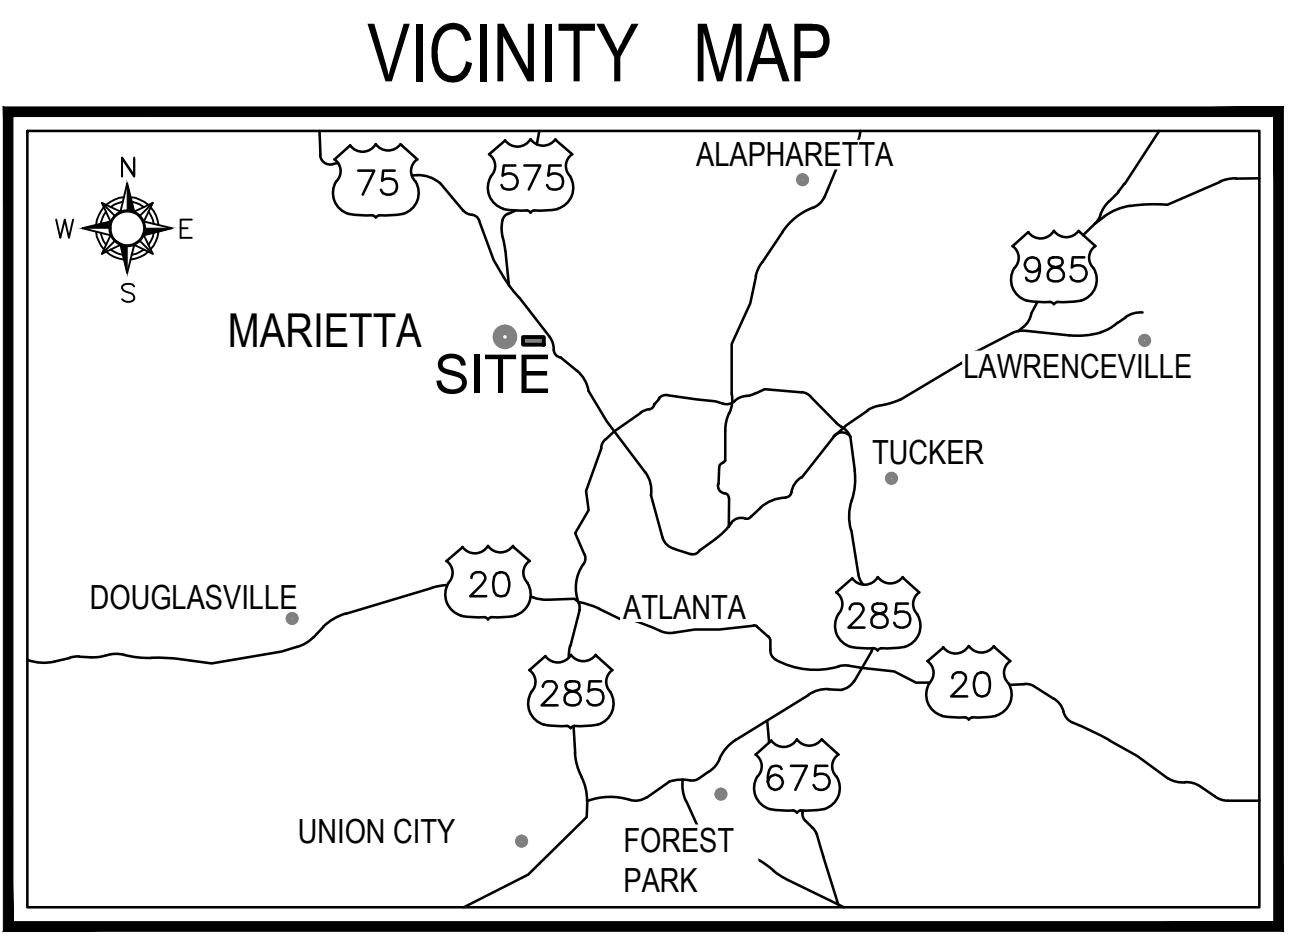 VICINITY MAP
75
575
ALAPHARETTA
N
W E
S
985
MARIETTA
SITE
LAWRENCEVILLE
TUCKER
20
DOUGLASVILLE
ATLANTA
285
285
20
675
UNION CITY
FOREST
PARK